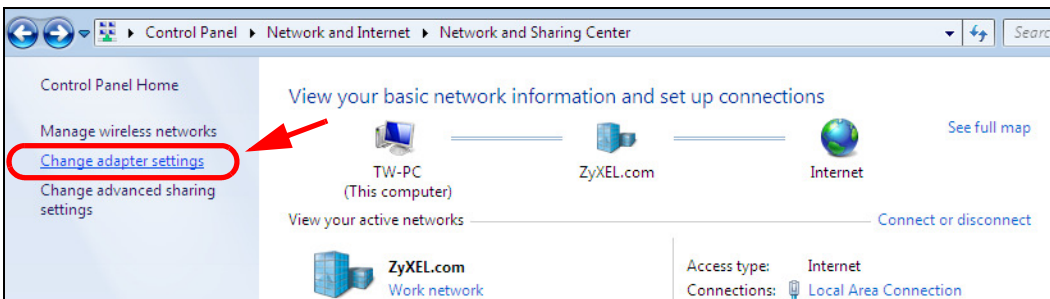 Control Panel Network and Internet Network and Sharing Center
Control Panel Home
Manage wireless networks
Change adapter settings
Change advanced sharing
settings
View your basic network information and set up connections
See full map
TW-PC
(This computer)
ZyXEL.com
Internet
View your active networks
Connect or disconnect
ZyXEL.com
Work network
Access type: Internet
Connections: Local Area Connection